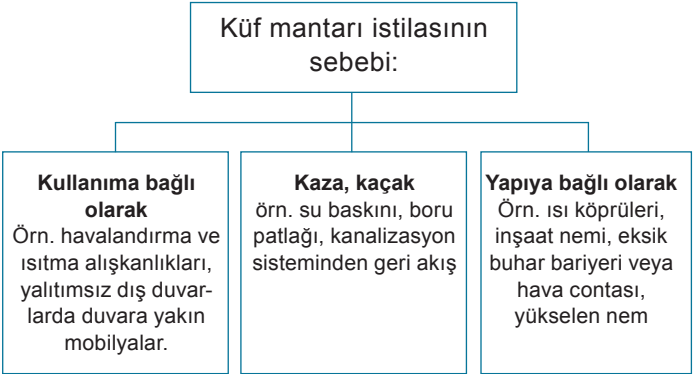 Küf mantarı istilasının
sebebi:
Kullanıma bağlı
olarak
Örn. havalandırma ve
ısıtma alışkanlıkları,
yalıtımsız dış duvar-
larda duvara yakın
mobilyalar.
Kaza, kaçak
örn. su baskını, boru
patlağı, kanalizasyon
sisteminden geri akış
Yapıya bağlı olarak
Örn. ısı köprüleri,
inşaat nemi, eksik
buhar bariyeri veya
hava contası,
yükselen nem